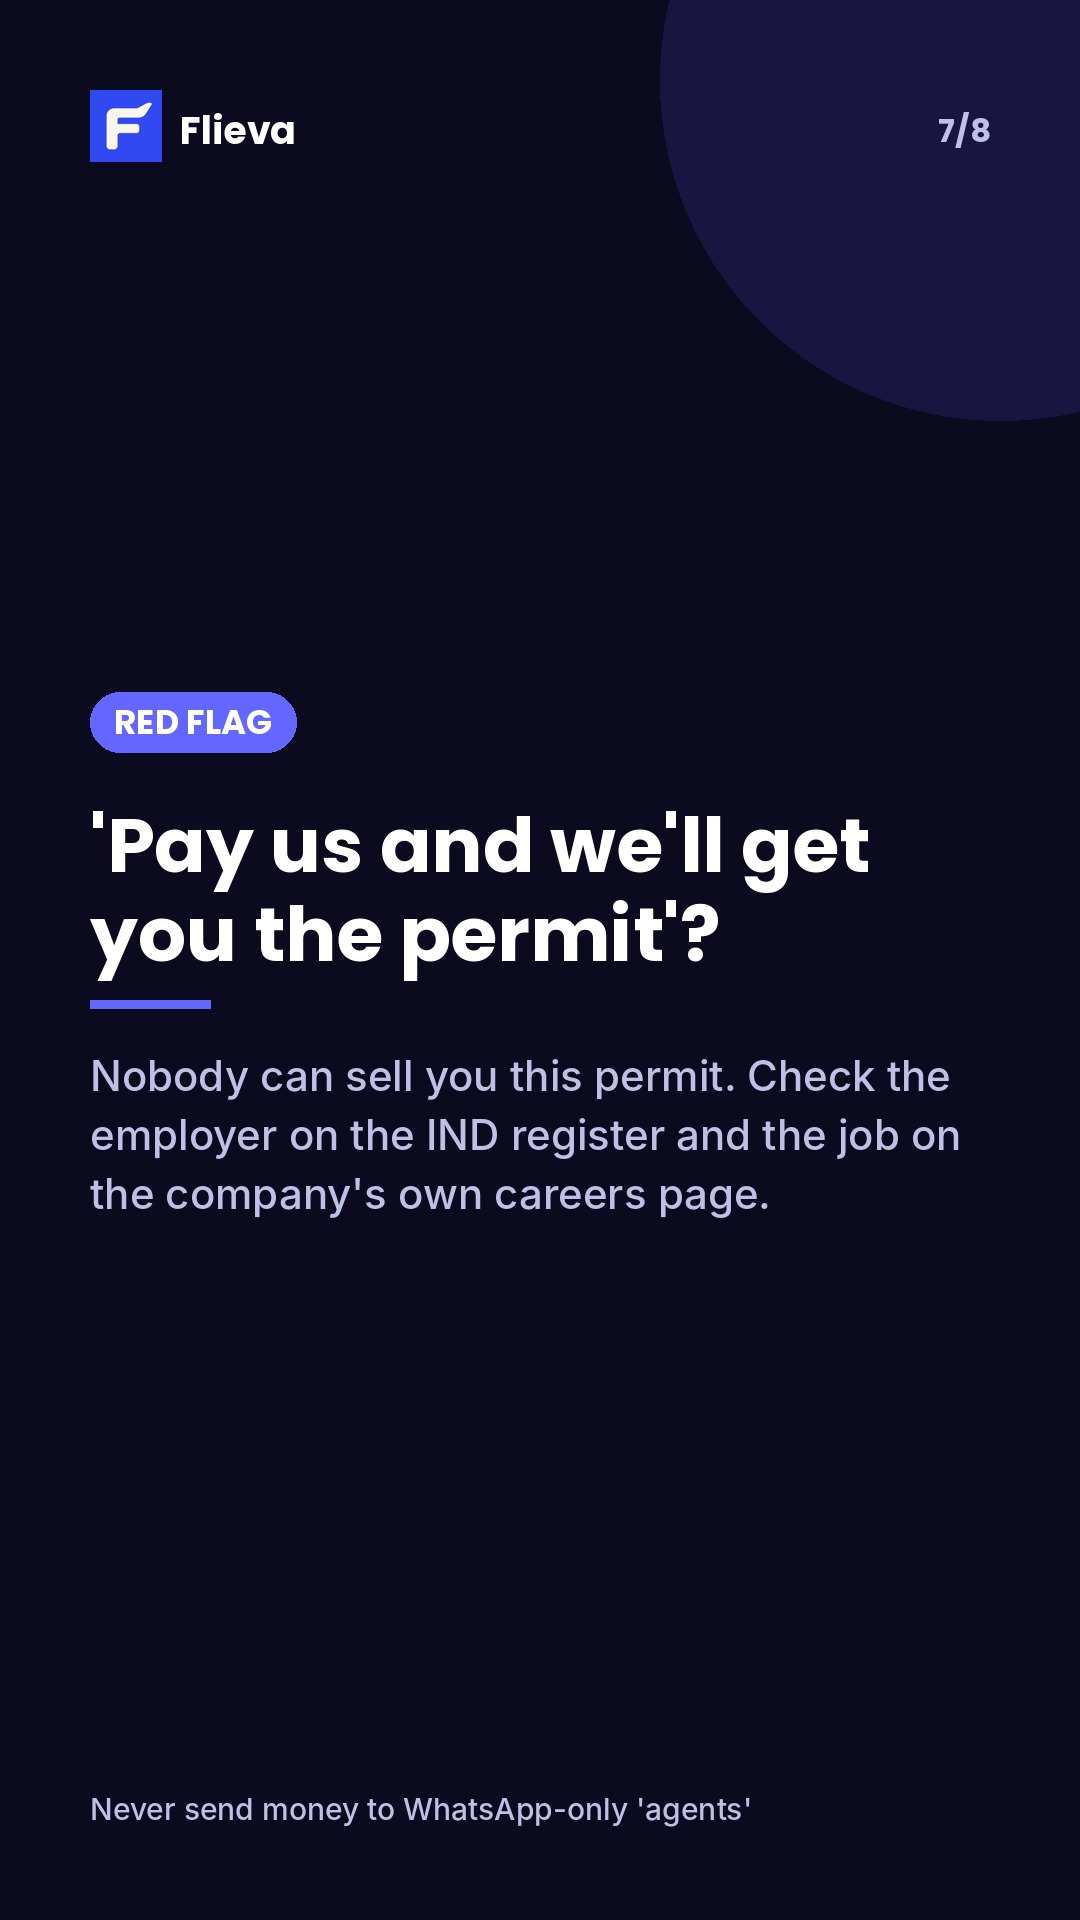 Flieva
7/8
RED FLAG
'Pay us and we'll get
you the permit'?
Nobody can sell you this permit. Check the
employer on the IND register and the job on
the company's own careers page.
Never send money to WhatsApp-only 'agents'